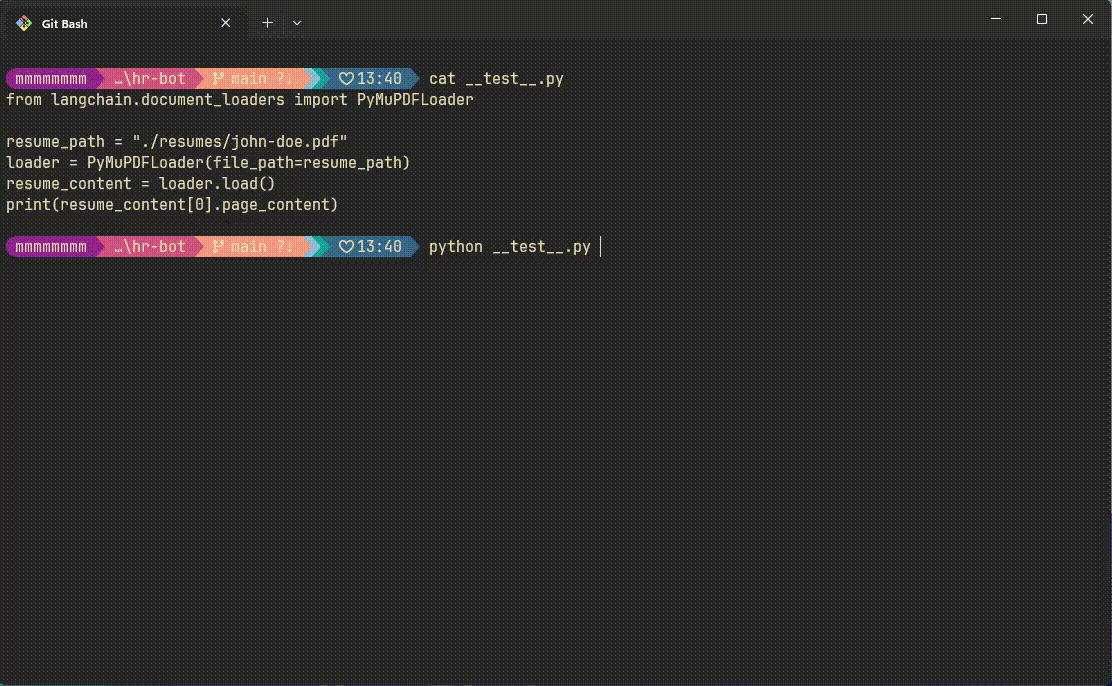 Git Bash
mmmmmmmm …\hr-bot main ?↓ 13:40 cat __test__.py
from langchain.document_loaders import PyMuPDFLoader
resume_path = "./resumes/john-doe.pdf"
loader = PyMuPDFLoader(file_path=resume_path)
resume_content = loader.load()
print(resume_content[0].page_content)
mmmmmmmm …\hr-bot main ?↓ 13:40 python __test__.py